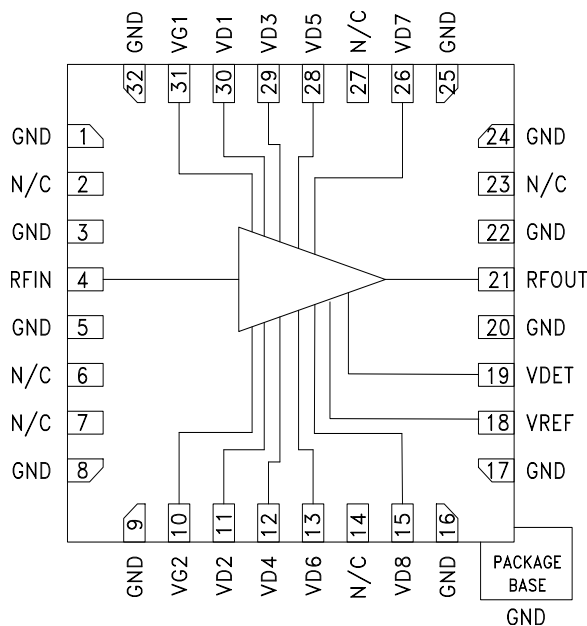 GND VG1 VD1 VD3 VD5 N/C VD7 GND
32 31 30 29 28 27 26 25
GND 1 24 GND
N/C 2 23 N/C
GND 3 22 GND
RFIN 4 21 RFOUT
GND 5 20 GND
N/C 6 19 VDET
N/C 7 18 VREF
GND 8 17 GND
9 10 11 12 13 14 15 16
GND VG2 VD2 VD4 VD6 N/C VD8 GND
PACKAGE
BASE
GND